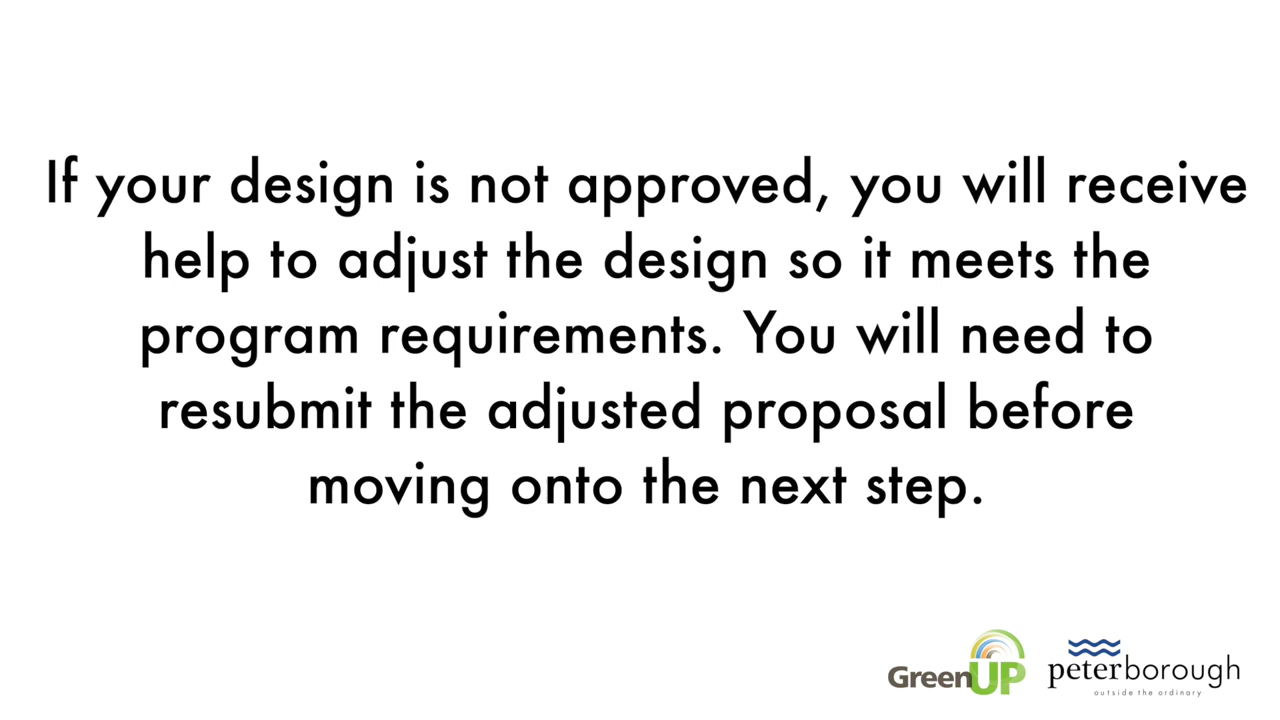 If your design is not approved, you will receive
help to adjust the design so it meets the
program requirements. You will need to
resubmit the adjusted proposal before
moving onto the next step.
GreenUP
peterborough
outside the ordinary